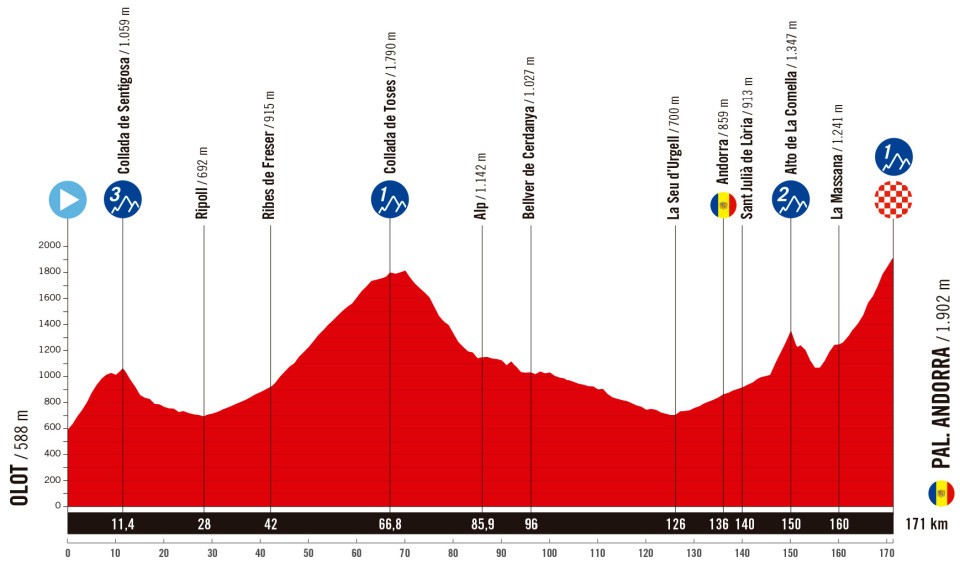 Collada de Sentigosa / 1.059 m
Ripoll / 692 m
Ribes de Freser / 915 m
Collada de Toses / 1.790 m
Alp / 1.142 m
Bellver de Cerdanya / 1.027 m
La Seu d'Urgell / 700 m
Andorra / 859 m
Sant Julià de Lòria / 913 m
Alto de La Comella / 1.347 m
La Massana / 1.241 m
3
1
2
1
2000
1800
1600
1400
1200
1000
800
600
400
200
0
OLOT / 588 m
PAL. ANDORRA / 1.902 m
11,4 28 42 66,8 85,9 96 126 136 140 150 160 171 km
0 10 20 30 40 50 60 70 80 90 100 110 120 130 140 150 160 170